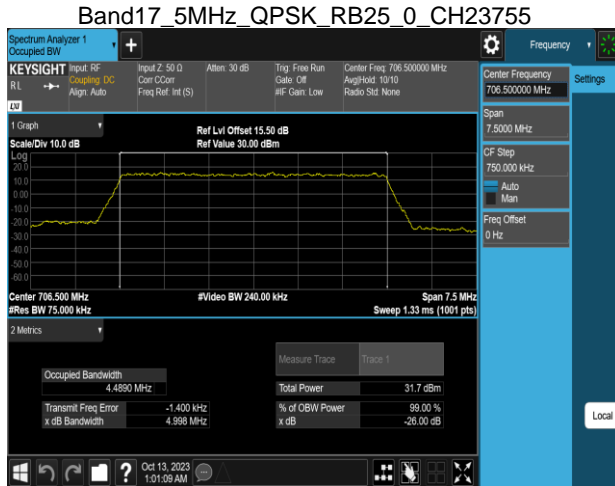 Band17_5MHz_QPSK_RB25_0_CH23755
Spectrum Analyzer 1
Occupied BW
Frequency
KEYSIGHT
Input: RF
Input Z: 50 Ω
Atten: 30 dB
Trig: Free Run
Center Freq: 706.500000 MHz
RL
Coupling: DC
Corr CCorr
Gate: Off
Avg|Hold: 10/10
Align: Auto
Freq Ref: Int (S)
#IF Gain: Low
Radio Std: None
LXI
Center Frequency
706.500000 MHz
Settings
Span
7.5000 MHz
CF Step
750.000 kHz
Auto
Man
Freq Offset
0 Hz
1 Graph
Ref Lvl Offset 15.50 dB
Scale/Div 10.0 dB
Ref Value 30.00 dBm
Log
20.0
10.0
0.00
-10.0
-20.0
-30.0
-40.0
-50.0
-60.0
Center 706.500 MHz
#Video BW 240.00 kHz
Span 7.5 MHz
#Res BW 75.000 kHz
Sweep 1.33 ms (1001 pts)
2 Metrics
Measure Trace
Trace 1
Occupied Bandwidth
4.4890 MHz
Total Power
31.7 dBm
Transmit Freq Error
-1.400 kHz
% of OBW Power
99.00 %
x dB Bandwidth
4.998 MHz
x dB
-26.00 dB
Local
Oct 13, 2023
1:01:09 AM